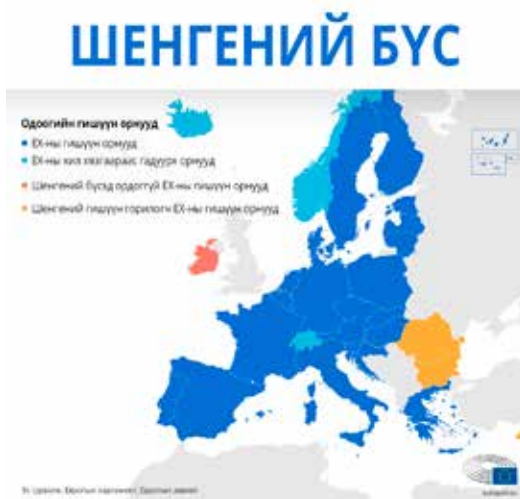 ШЕНГЕНИЙ БҮС
Одоогийн гишүүн орнууд
ЕХ-ны гишүүн орнууд
ЕХ-ны хил хязгаараас гадуурх орнууд
Шенгений бүсэд ордоггүй ЕХ-ны гишүүн орнууд
Шенгений гишүүн горилогч ЕХ-ны гишүүн орнууд